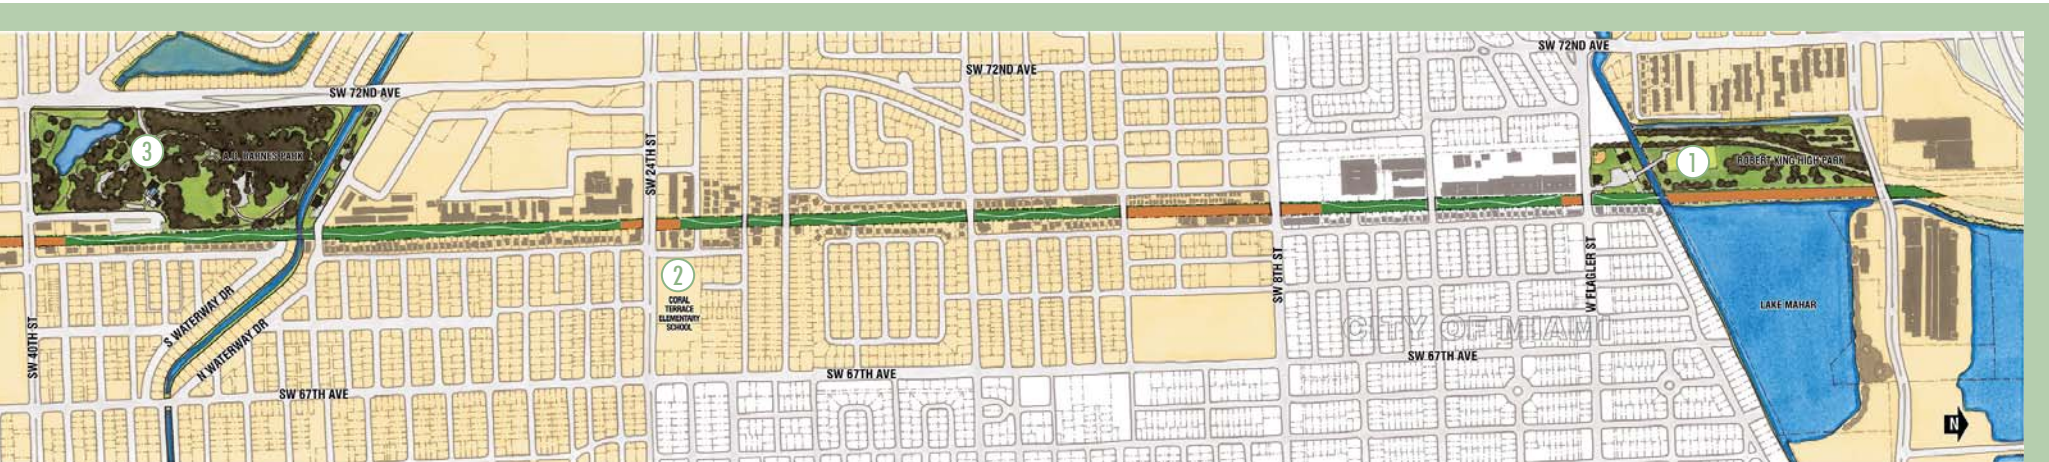 SW 72ND AVE
SW 72ND AVE
SW 72ND AVE
3
A.D. BARNES PARK
SW 24TH ST
1
ROBERT KING HIGH PARK
2
CORAL
TERRACE
ELEMENTARY
SCHOOL
SW 8TH ST
W FLAGLER ST
LAKE MAHAR
S WATERWAY DR
N WATERWAY DR
SW 40TH ST
CITY OF MIAMI
SW 67TH AVE
SW 67TH AVE
SW 67TH AVE
N